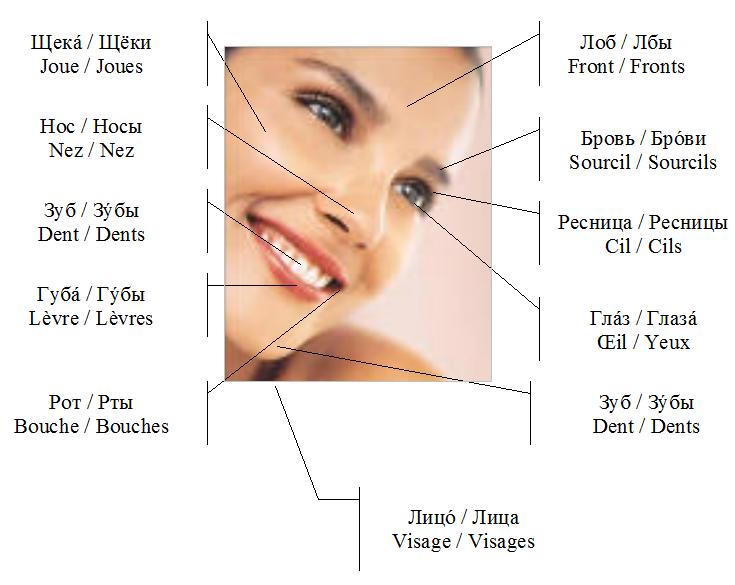 Щека́ / Щёки
Joue / Joues
Нос / Носы
Nez / Nez
Зуб / Зу́бы
Dent / Dents
Губа́ / Гу́бы
Lèvre / Lèvres
Рот / Рты
Bouche / Bouches
Лоб / Лбы
Front / Fronts
Бровь / Бро́ви
Sourcil / Sourcils
Ресница / Ресницы
Cil / Cils
Гла́з / Глаза́
Œil / Yeux
Зуб / Зу́бы
Dent / Dents
Лицо́ / Лица
Visage / Visages